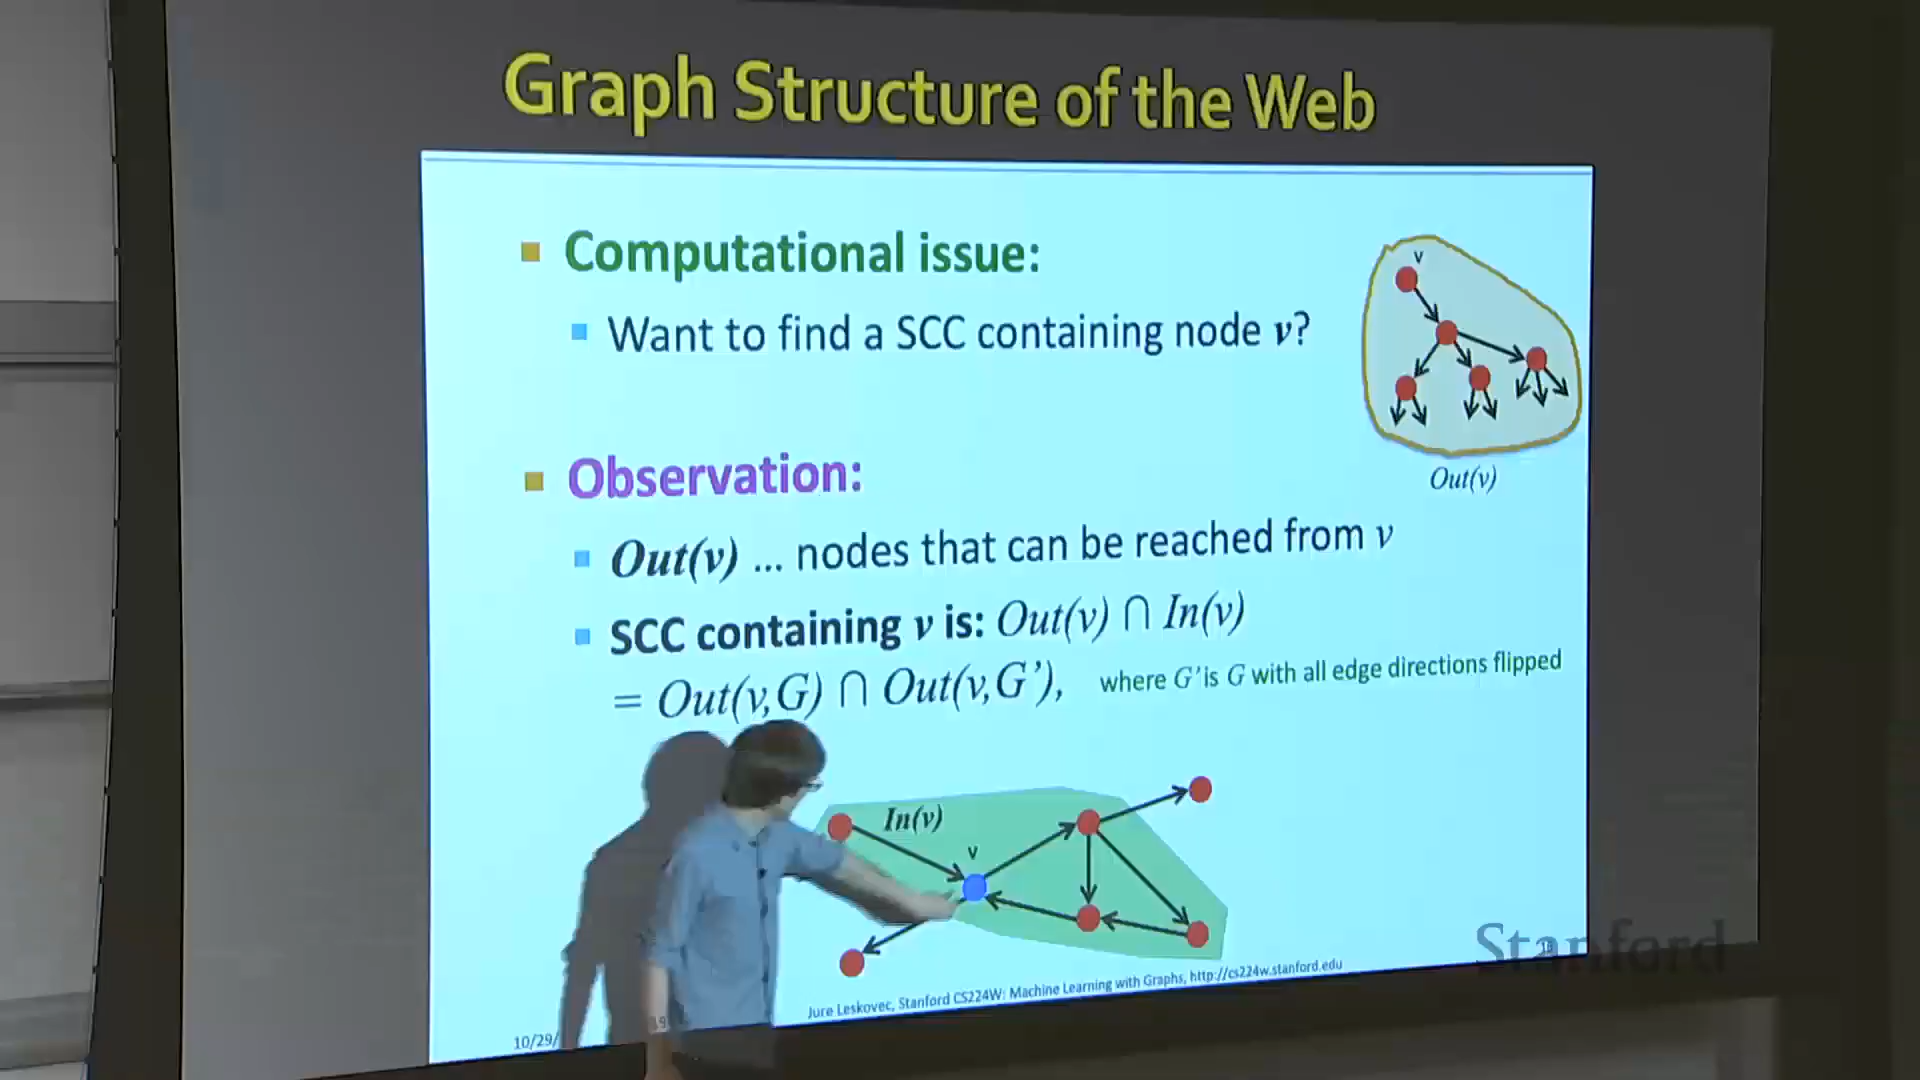 Graph Structure of the Web
Computational issue:
Want to find a SCC containing node v?
v
Out(v)
Observation:
Out(v) ... nodes that can be reached from v
SCC containing v is: Out(v) ∩ In(v)
= Out(v,G) ∩ Out(v,G’), where G’ is G with all edge directions flipped
In(v)
v
Stanford
Jure Leskovec, Stanford CS224W: Machine Learning with Graphs, http://cs224w.stanford.edu
10/29/